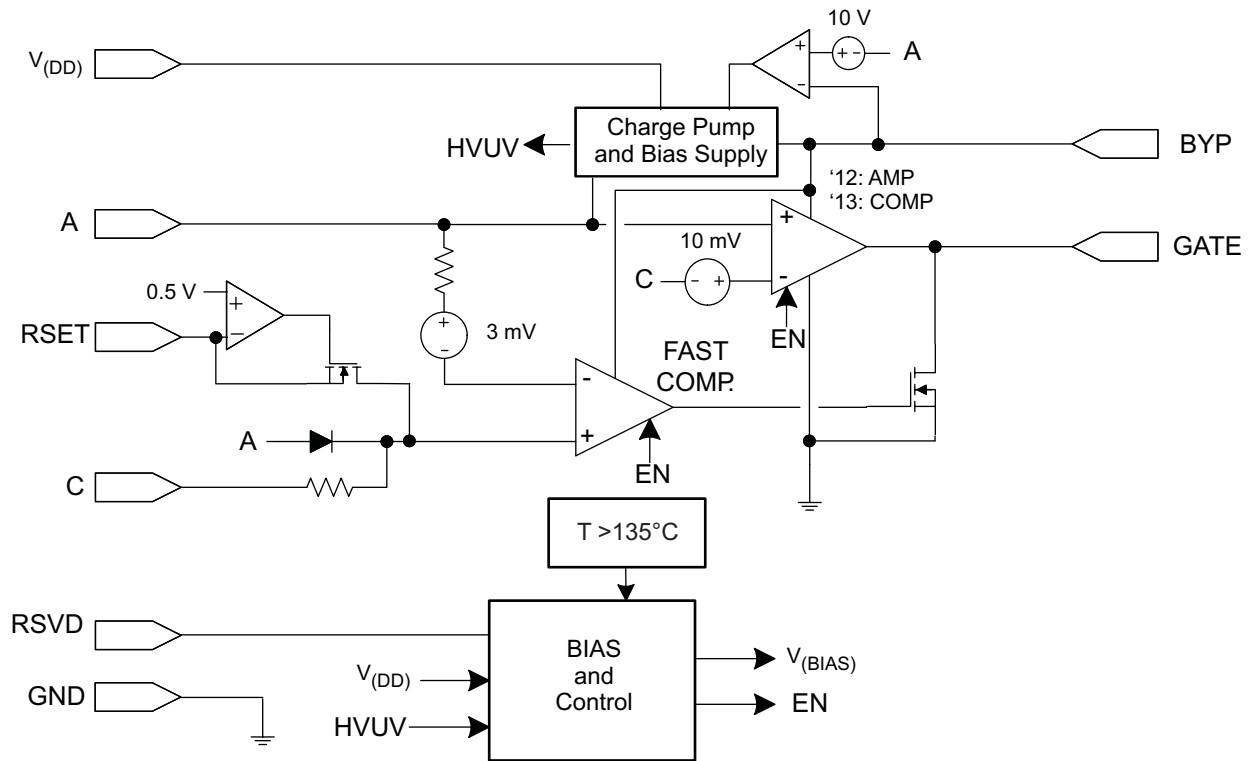 10 V
V(DD)
+
-
+ -
A
Charge Pump
and Bias Supply
HVUV
BYP
'12: AMP
'13: COMP
A
+
10 mV
GATE
C
- +
-
0.5 V
+
RSET
-
+
-
3 mV
EN
FAST
COMP.
-
+
A
EN
C
T >135°C
RSVD
BIAS
and
Control
V(DD)
V(BIAS)
GND
EN
HVUV